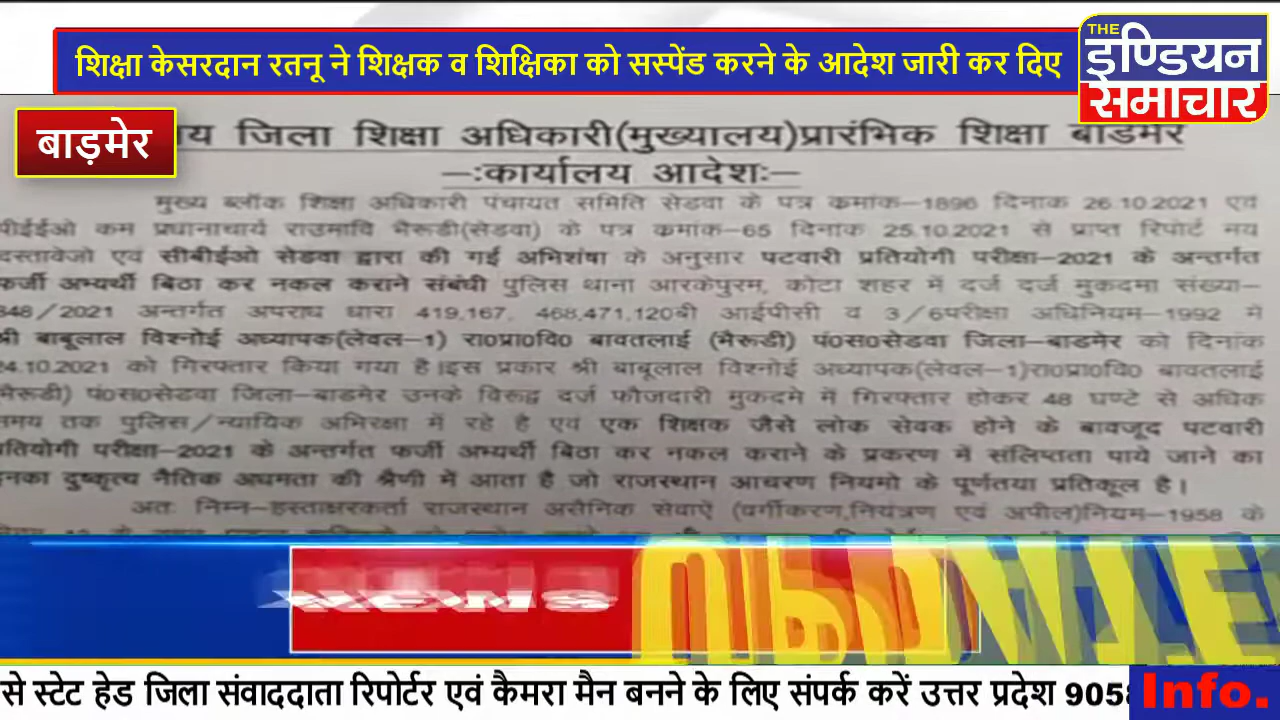 शिक्षा केसरदान रतनू ने शिक्षक व शिक्षिका को सस्पेंड करने के आदेश जारी कर दिए
THE
इण्डियन
समाचार
बाड़मेर
य जिला शिक्षा अधिकारी(मुख्यालय)प्रारंभिक शिक्षा बाडमेर
—:कार्यालय आदेश:—
मुख्य ब्लॉक शिक्षा अधिकारी पंचायत समिति सेडवा के पत्र कमांक–1896 दिनाक 26.10.2021 एवं
पीईईओ कम प्रधानाचार्य राउमावि भैरूडी(सेडवा) के पत्र कमांक–65 दिनाक 25.10.2021 से प्राप्त रिपोर्ट मय
दस्तावेजो एवं सीबीईओ सेडवा द्वारा की गई अभिशंषा के अनुसार पटवारी प्रतियोगी परीक्षा–2021 के अन्तर्गत
फर्जी अभ्यर्थी बिठा कर नकल कराने संबंधी पुलिस थाना आरकेपुरम, कोटा शहर में दर्ज दर्ज मुकदमा संख्या–
348/2021 अन्तर्गत अपराध धारा 419,167, 468,471,120बी आईपीसी व 3/6परीक्षा अधिनियम–1992 में
श्री बाबूलाल विश्नोई अध्यापक(लेवल–1) रा0प्रा0वि0 बावतलाई (भैरूडी) पं0स0सेडवा जिला–बाडमेर को दिनांक
24.10.2021 को गिरफ्तार किया गया है।इस प्रकार श्री बाबूलाल विश्नोई अध्यापक(लेवल–1)रा0प्रा0वि0 बावतलाई
भैरूडी) पं0स0सेडवा जिला–बाडमेर उनके विरुद्ध दर्ज फौजदारी मुकदमे में गिरफ्तार होकर 48 घण्टे से अधिक
समय तक पुलिस/न्यायिक अभिरक्षा में रहे है एवं एक शिक्षक जैसे लोक सेवक होने के बावजूद पटवारी
प्रतियोगी परीक्षा–2021 के अन्तर्गत फर्जी अभ्यर्थी बिठा कर नकल कराने के प्रकरण में संलिप्तता पाये जाने का
इनका दुष्कृत्य नैतिक अधमता की श्रेणी में आता है जो राजस्थान आचरण नियमो के पूर्णतया प्रतिकूल है।
अतः निम्न–हस्ताक्षरकर्ता राजस्थान असैनिक सेवाऐं (वर्गीकरण,नियंत्रण एवं अपील)नियम–1958 के
NEWS
से स्टेट हेड जिला संवाददाता रिपोर्टर एवं कैमरा मैन बनने के लिए संपर्क करें उत्तर प्रदेश 905
Info.